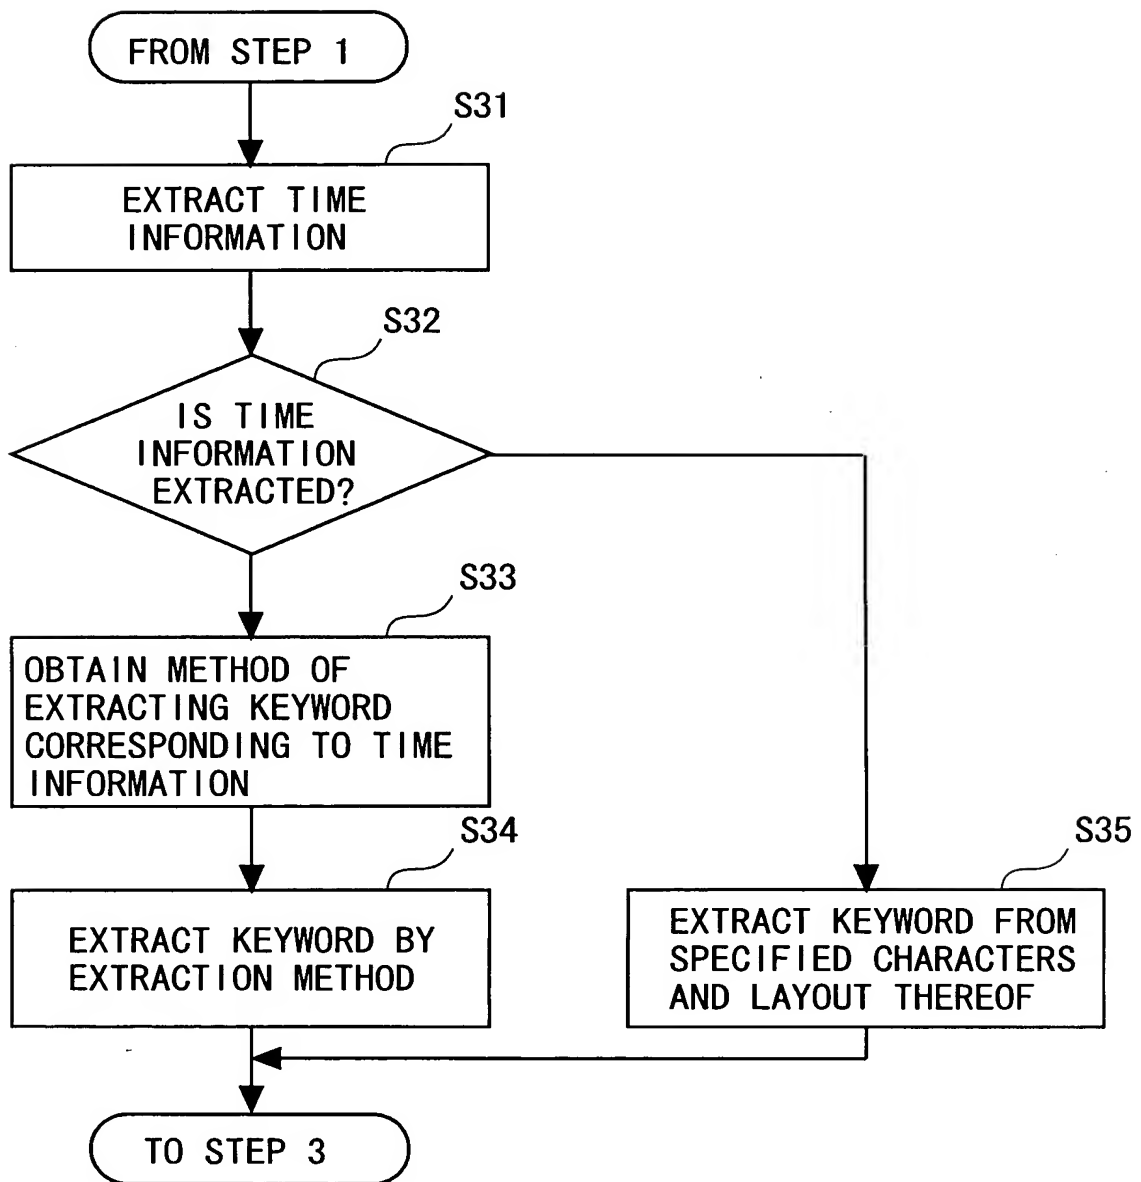 FROM STEP 1
S31
EXTRACT TIME
INFORMATION
S32
IS TIME
INFORMATION
EXTRACTED?
S33
OBTAIN METHOD OF
EXTRACTING KEYWORD
CORRESPONDING TO TIME
INFORMATION
S34
EXTRACT KEYWORD BY
EXTRACTION METHOD
S35
EXTRACT KEYWORD FROM
SPECIFIED CHARACTERS
AND LAYOUT THEREOF
TO STEP 3